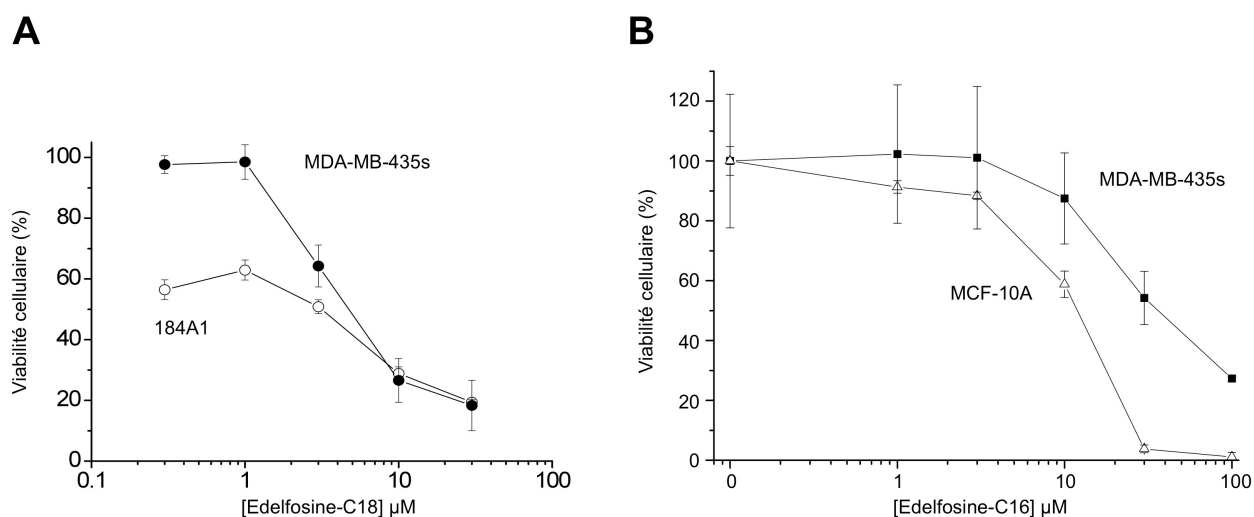 A
B
100
80
60
40
20
0
Viabilité cellulaire (%)
MDA-MB-435s
184A1
0.1
1
10
100
[Edelfosine-C18] µM
120
100
80
60
40
20
0
Viabilité cellulaire (%)
MDA-MB-435s
MCF-10A
0
1
10
100
[Edelfosine-C16] µM